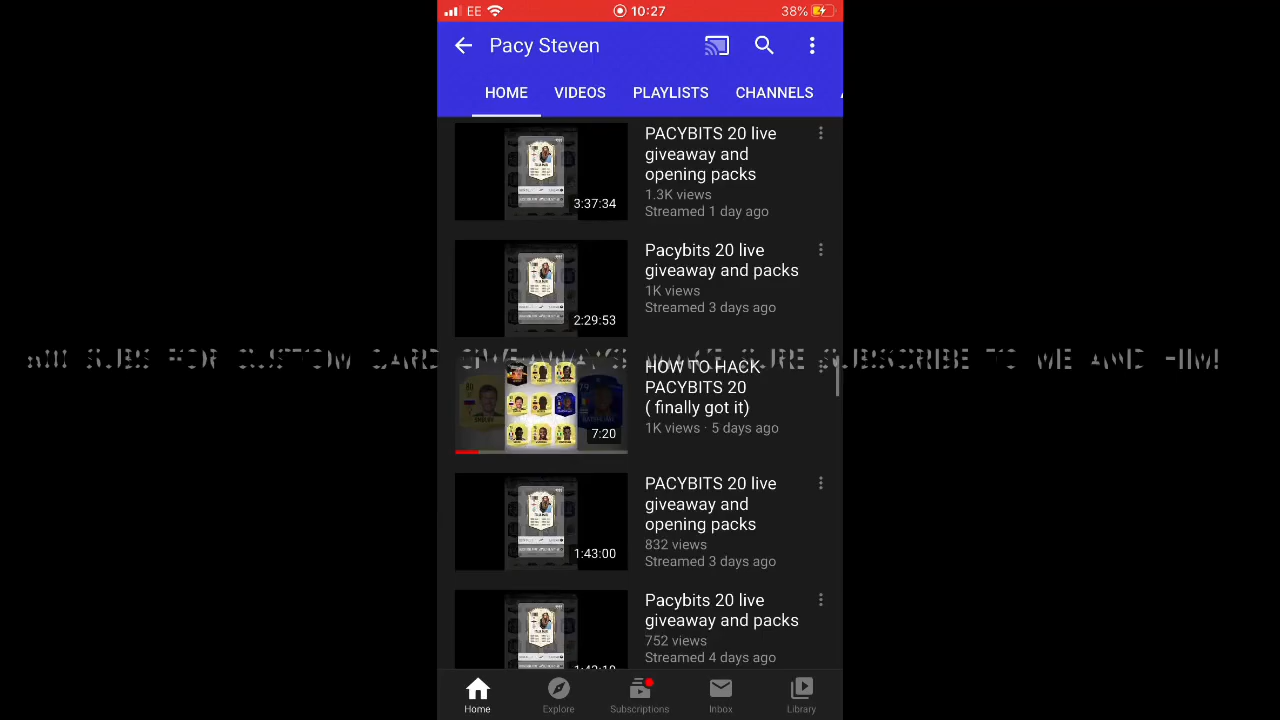 EE 10:27 38%
Pacy Steven
HOME VIDEOS PLAYLISTS CHANNELS
PACYBITS 20 live
giveaway and
opening packs
3:37:34
1.3K views
Streamed 1 day ago
Pacybits 20 live
giveaway and packs
1K views
2:29:53
Streamed 3 days ago
SUBS FOR CUSTOM CARD GIVEAWAYS MAKE SURE SUBSCRIBE TO ME AND HIM!
HOW TO HACK
PACYBITS 20
( finally got it)
7:20
1K views · 5 days ago
PACYBITS 20 live
giveaway and
opening packs
832 views
1:43:00
Streamed 3 days ago
Pacybits 20 live
giveaway and packs
752 views
Streamed 4 days ago
Home Explore Subscriptions Inbox Library